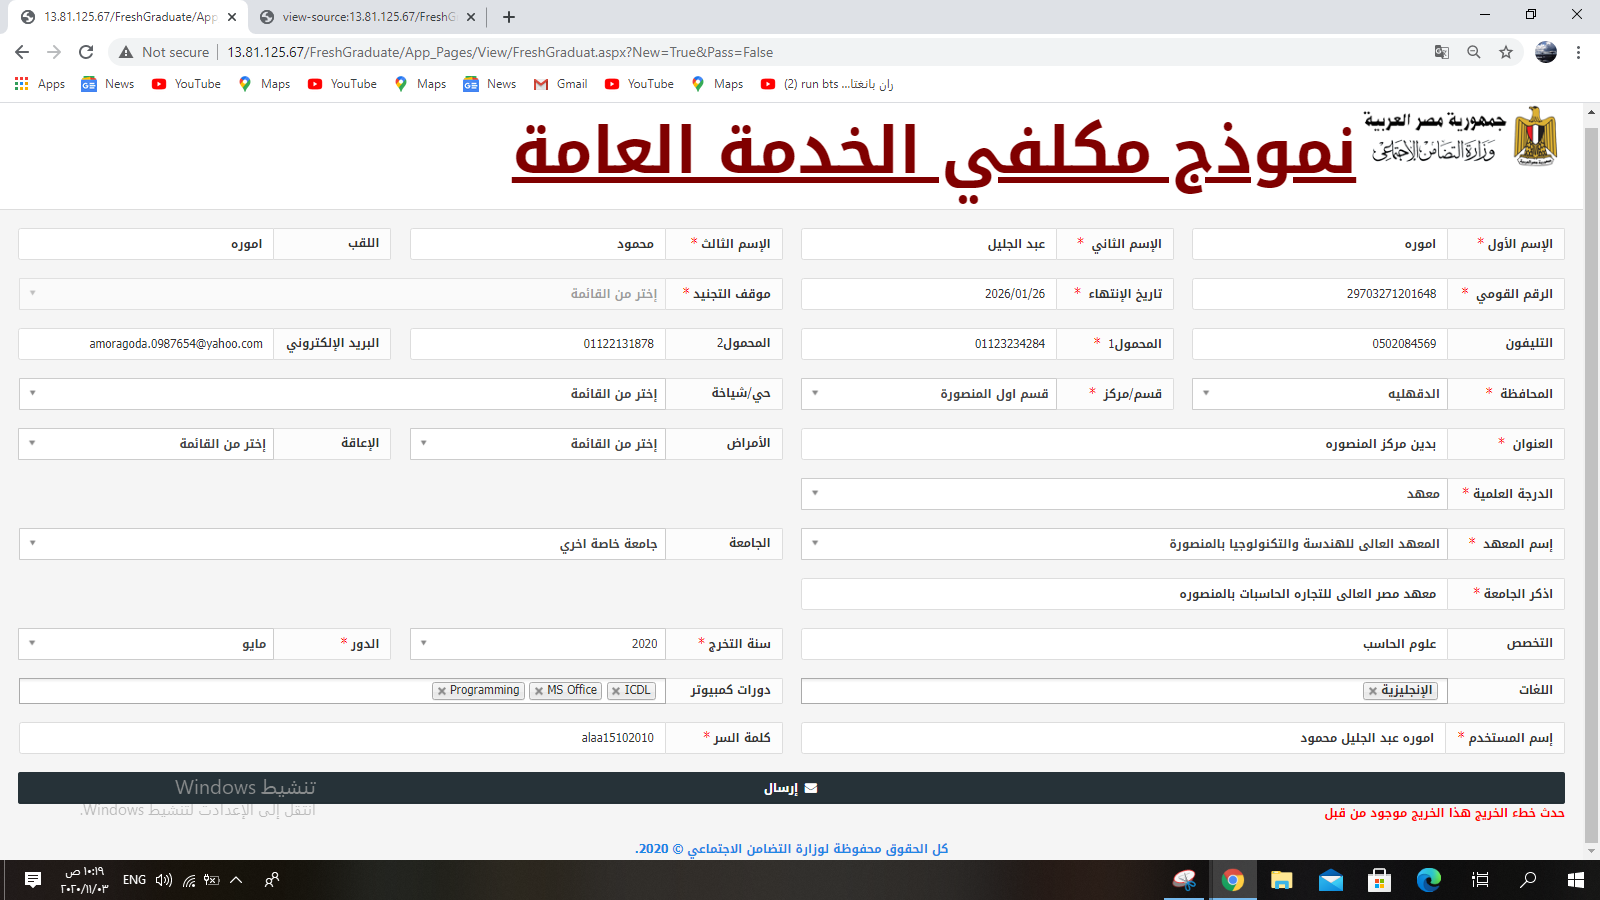 13.81.125.67/FreshGraduate/App
view-source:13.81.125.67/FreshG
Not secure
13.81.125.67/FreshGraduate/App_Pages/View/FreshGraduat.aspx?New=True&Pass=False
Apps News YouTube Maps YouTube Maps News Gmail YouTube Maps (2) run bts ...ران بانغتا
جمهورية مصر العربية
وزارة التضامن الاجتماعي
نموذج مكلفي الخدمة العامة
الإسم الأول * اموره الإسم الثاني * عبد الجليل الإسم الثالث * محمود اللقب اموره
الرقم القومي * 29703271201648 تاريخ الإنتهاء * 2026/01/26 موقف التجنيد * إختر من القائمة
التليفون 0502084569 المحمول1 * 01123234284 المحمول2 01122131878 البريد الإلكتروني amoragoda.0987654@yahoo.com
المحافظة * الدقهليه قسم/مركز * قسم اول المنصورة حي/شياخة إختر من القائمة
العنوان * بدين مركز المنصوره الأمراض إختر من القائمة الإعاقة إختر من القائمة
الدرجة العلمية * معهد
إسم المعهد * المعهد العالى للهندسة والتكنولوجيا بالمنصورة الجامعة جامعة خاصة اخري
اذكر الجامعة * معهد مصر العالى للتجاره الحاسبات بالمنصوره
التخصص علوم الحاسب سنة التخرج * 2020 الدور * مايو
اللغات الإنجليزية دورات كمبيوتر ICDL MS Office Programming
إسم المستخدم * اموره عبد الجليل محمود كلمة السر * alaa15102010
إرسال
تنشيط Windows
انتقل إلى الإعدادت لتنشيط Windows.
حدث خطاء الخريج هذا الخريج موجود من قبل
كل الحقوق محفوظة لوزارة التضامن الاجتماعي © 2020.
ENG
١٠:١٩ ص
٢٠٢٠/١١/٠٣